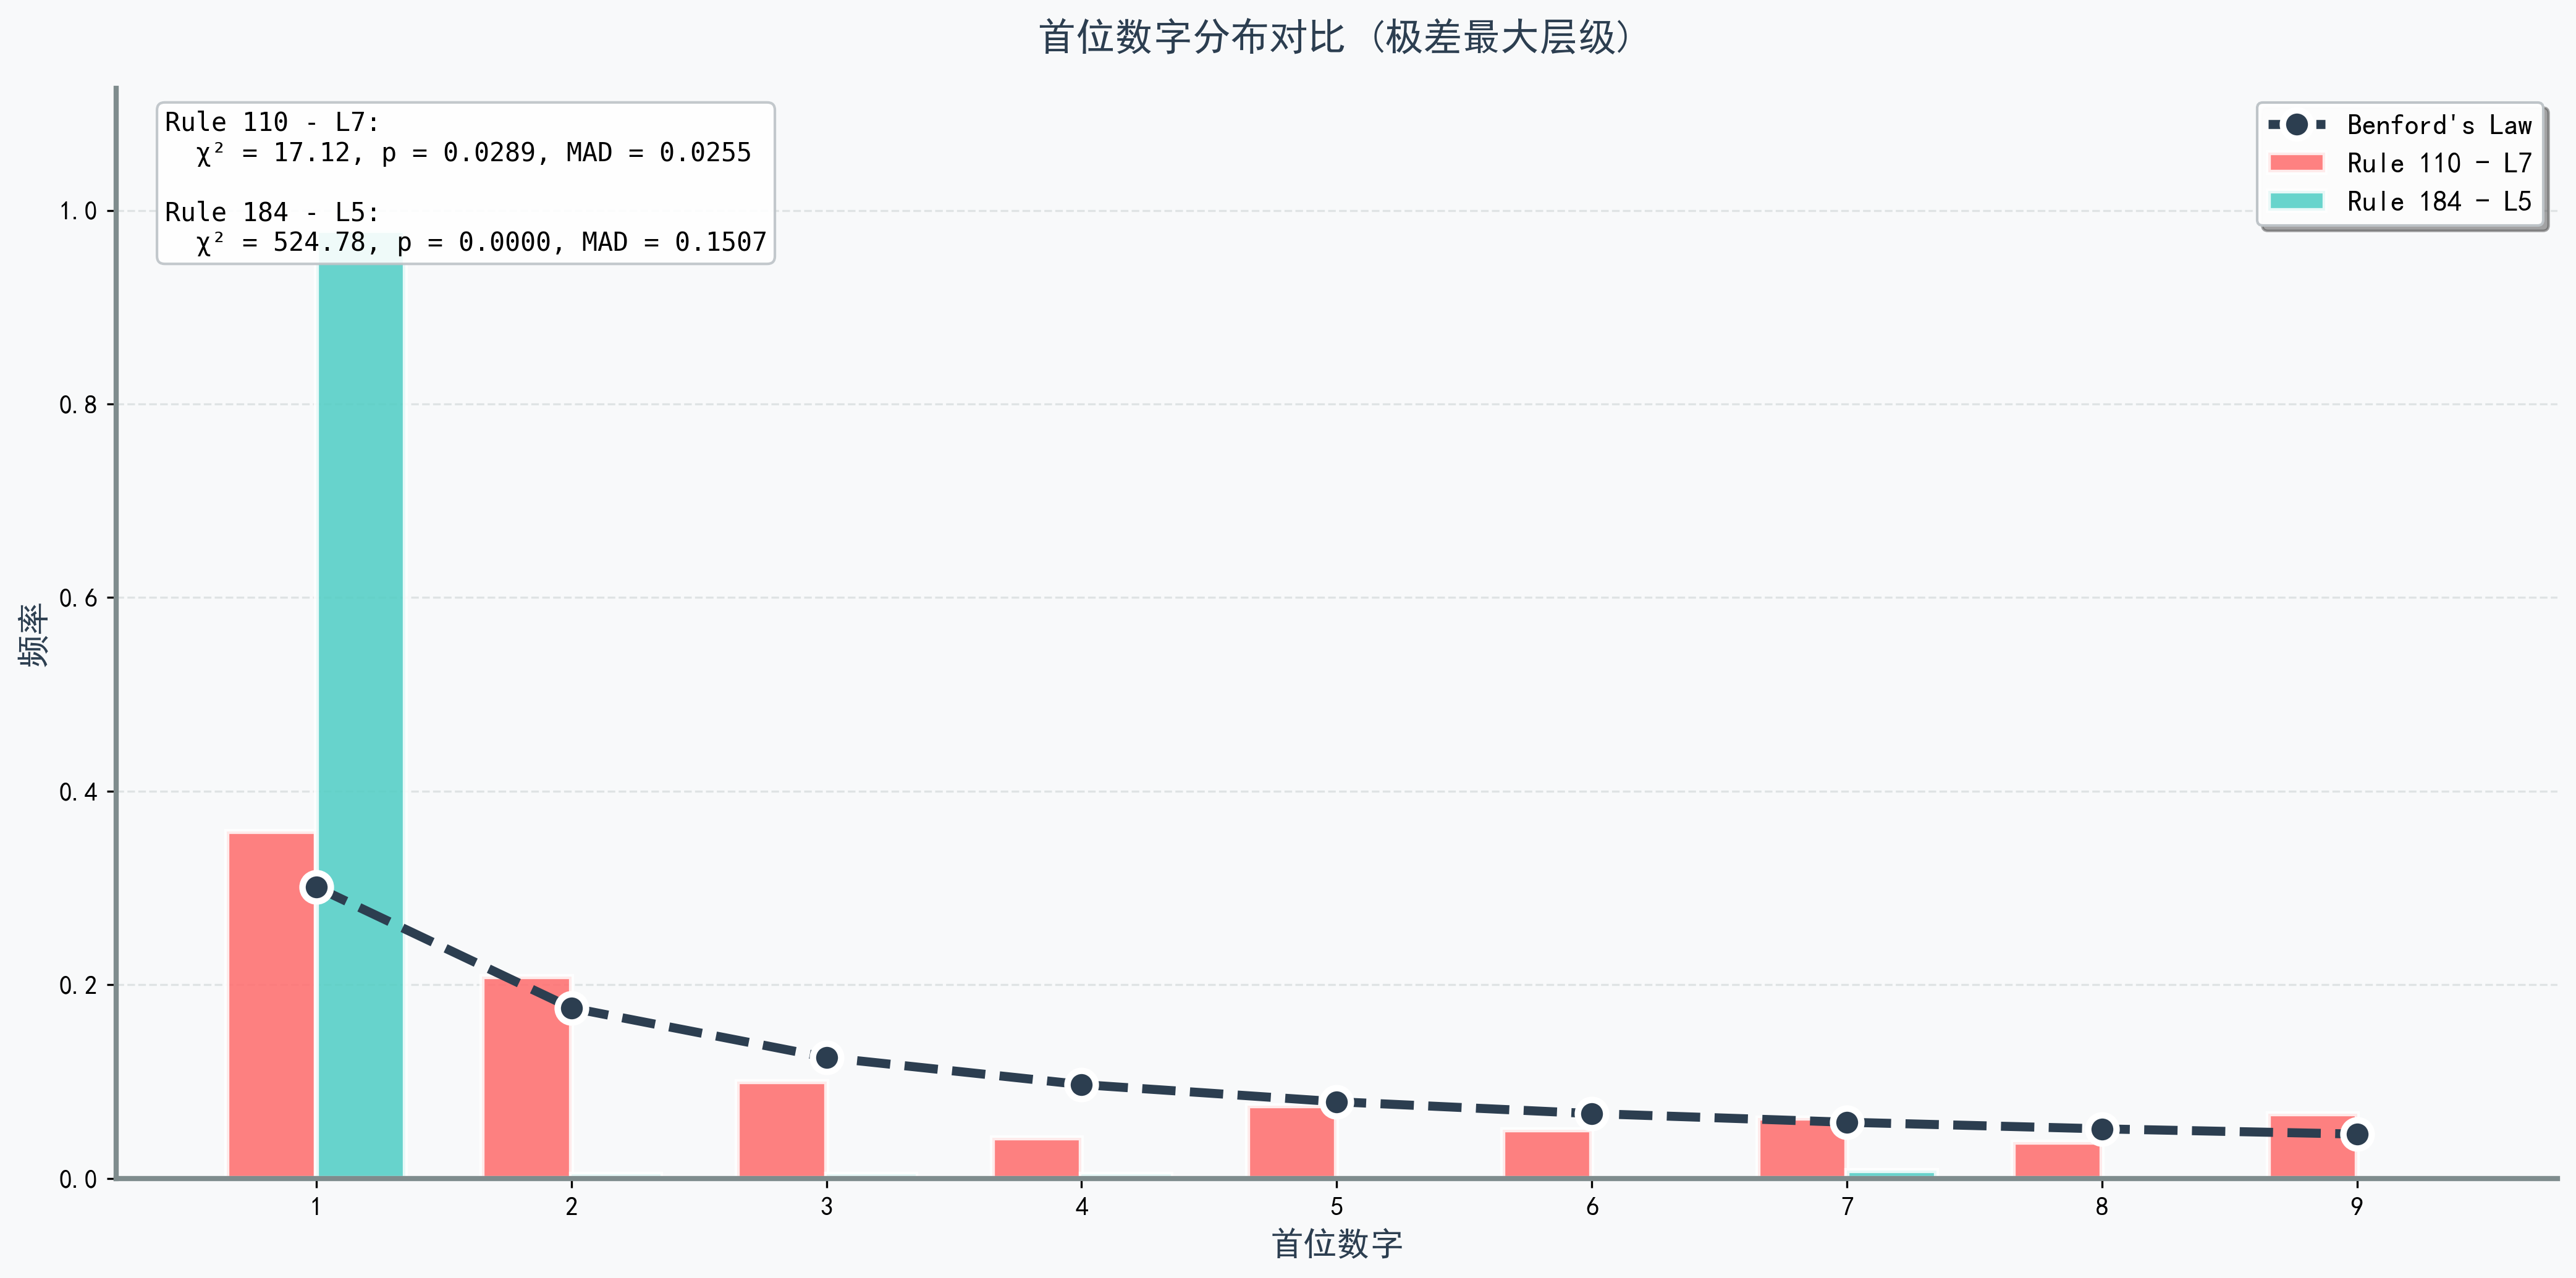 首位数字分布对比 (极差最大层级)
Rule 110 - L7:
χ² = 17.12, p = 0.0289, MAD = 0.0255
Rule 184 - L5:
χ² = 524.78, p = 0.0000, MAD = 0.1507
Benford's Law
Rule 110 - L7
Rule 184 - L5
频率
1.0
0.8
0.6
0.4
0.2
0.0
1 2 3 4 5 6 7 8 9
首位数字